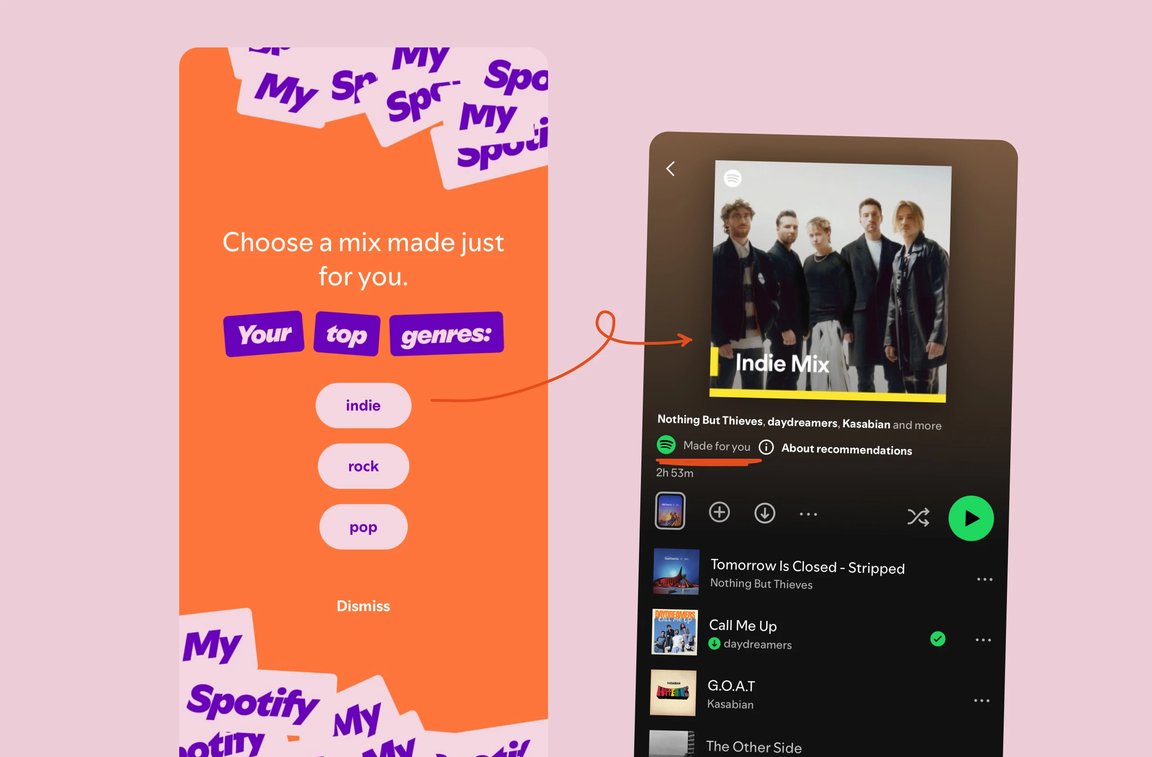 My Sp My
Spo
My
Spoti
Choose a mix made just
for you.
Your top genres:
indie
rock
pop
Dismiss
My
Spotify
My
My
Indie Mix
Nothing But Thieves, daydreamers, Kasabian and more
Made for you About recommendations
2h 53m
Tomorrow Is Closed - Stripped
Nothing But Thieves
Call Me Up
daydreamers
G.O.A.T
Kasabian
The Other Side